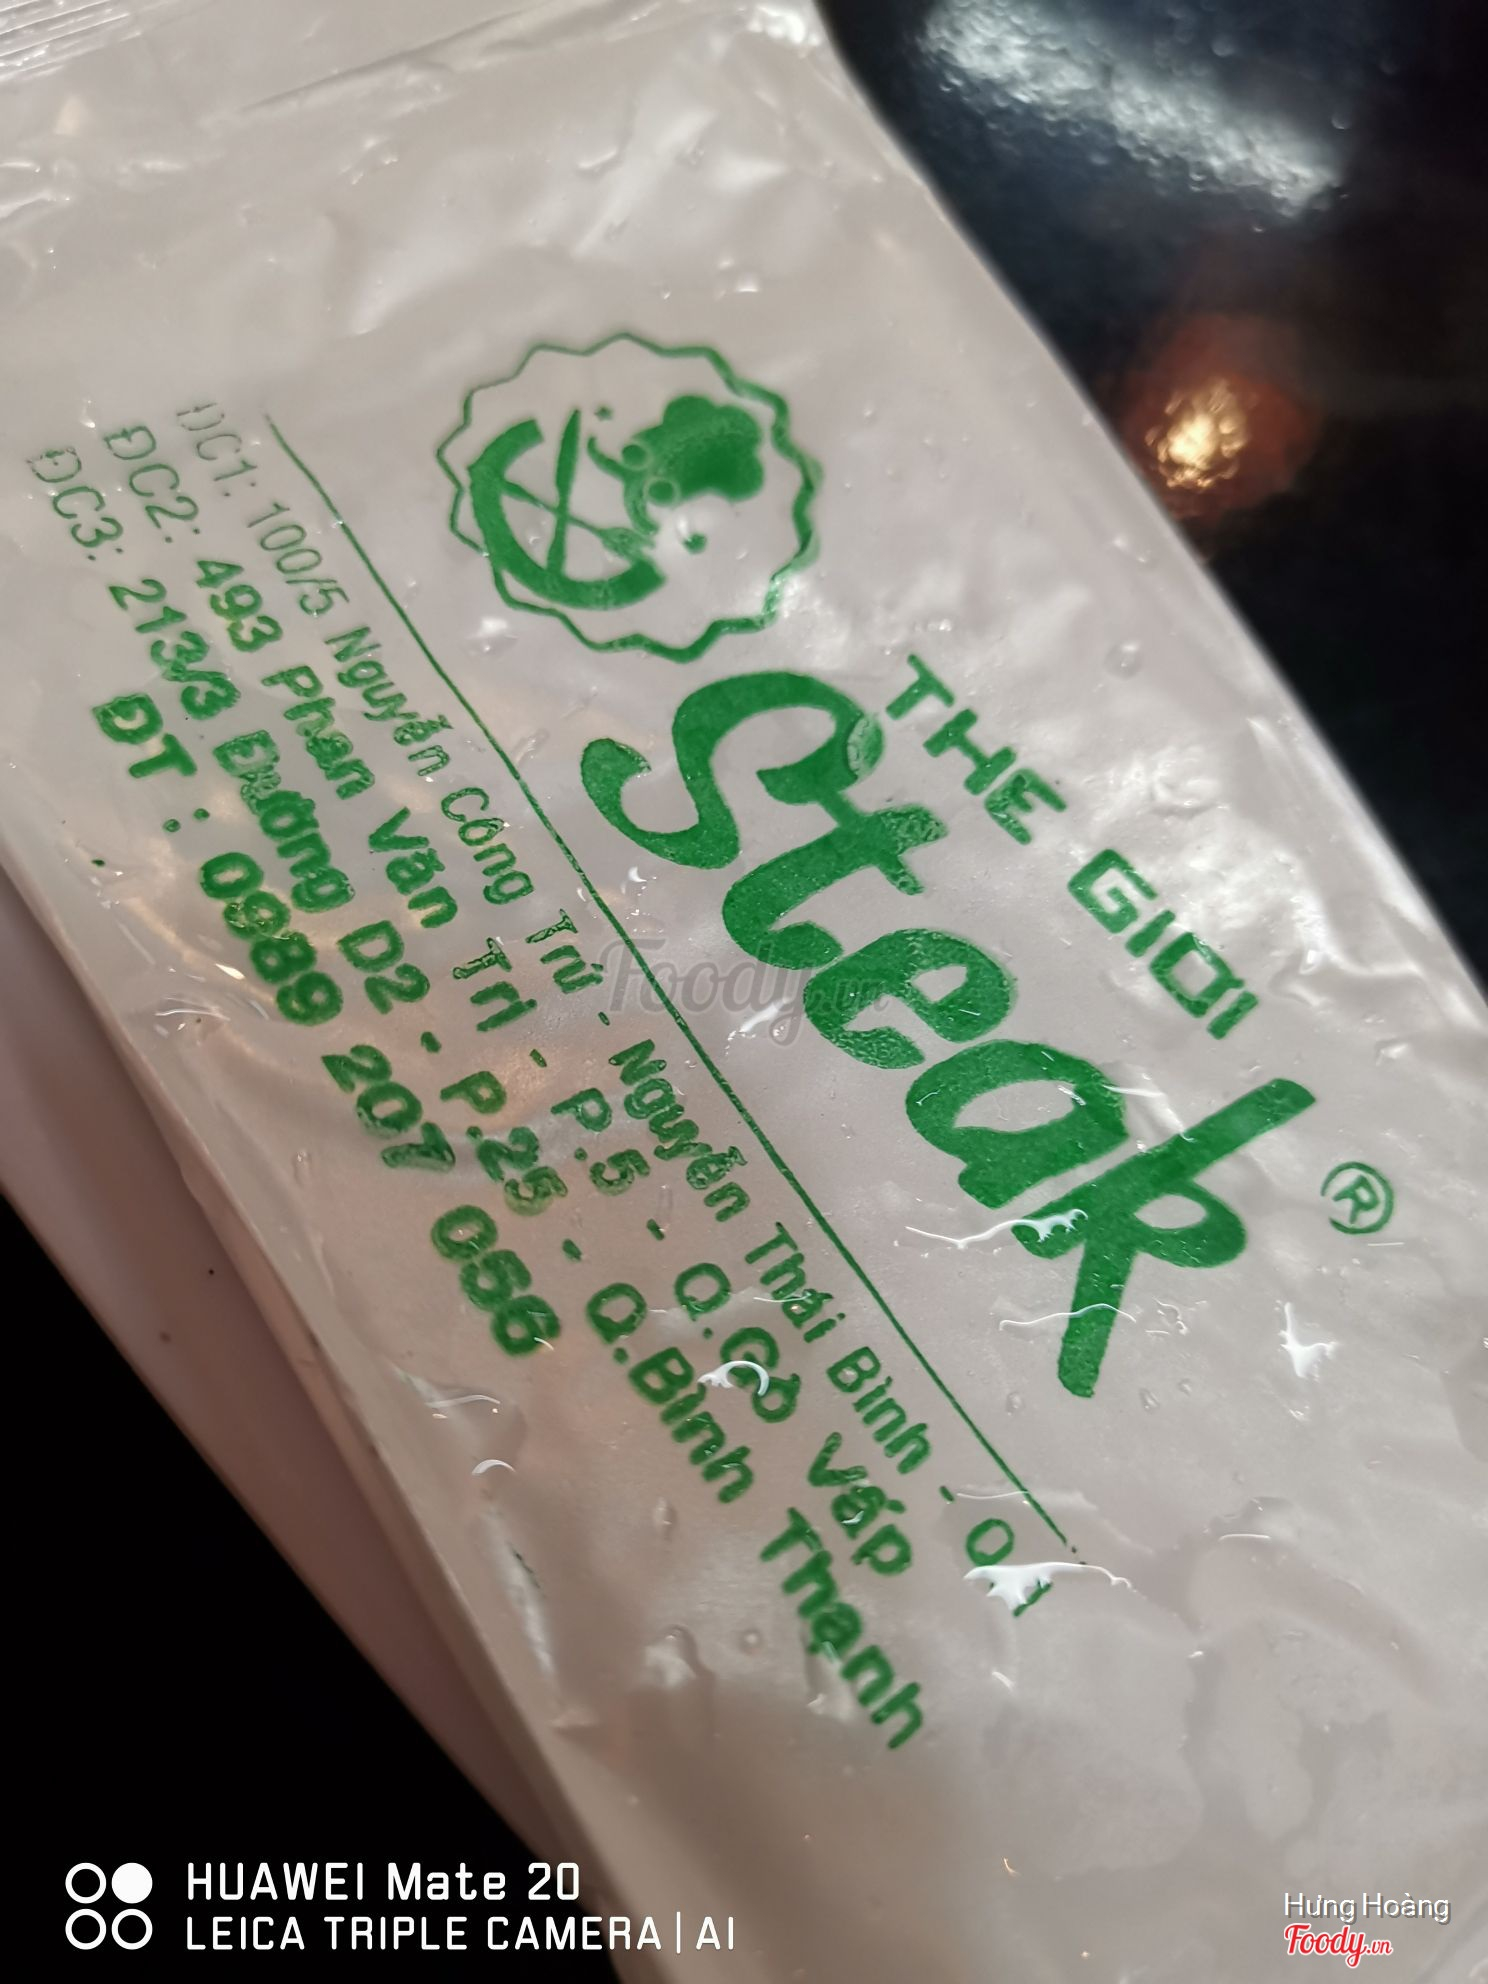 THE GIOI
Steak ®
ĐC1: 100/5 Nguyễn Công Trứ - Nguyễn Thái Bình - Q.1
ĐC2: 493 Phan Văn Trị - P.5 - Q.Gò Vấp
ĐC3: 213/3 Đường D2 - P.25 - Q.Bình Thạnh
ĐT : 0989 207 056
Foody.vn
HUAWEI Mate 20
LEICA TRIPLE CAMERA | AI
Hưng Hoàng
Foody.vn